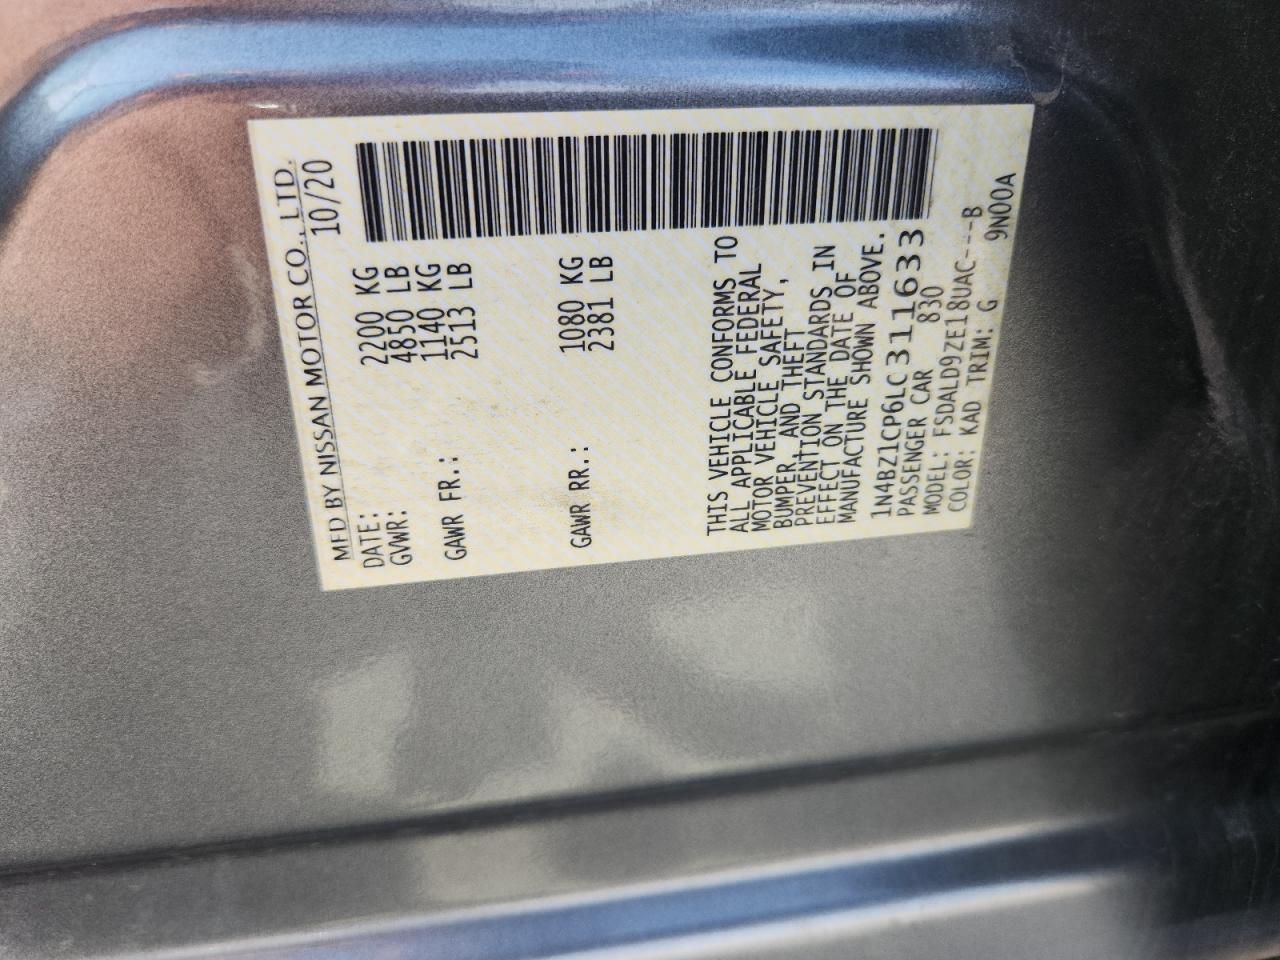 MFD BY NISSAN MOTOR CO., LTD.
DATE: 10/20
GVWR: 2200 KG
4850 LB
GAWR FR.: 1140 KG
2513 LB
GAWR RR.: 1080 KG
2381 LB
THIS VEHICLE CONFORMS TO
ALL APPLICABLE FEDERAL
MOTOR VEHICLE SAFETY,
BUMPER, AND THEFT
PREVENTION STANDARDS IN
EFFECT ON THE DATE OF
MANUFACTURE SHOWN ABOVE.
1N4BZ1CP6LC311633
PASSENGER CAR 830
MODEL: FSDALD9ZE18UAC---B
COLOR: KAD TRIM: G 9N00A